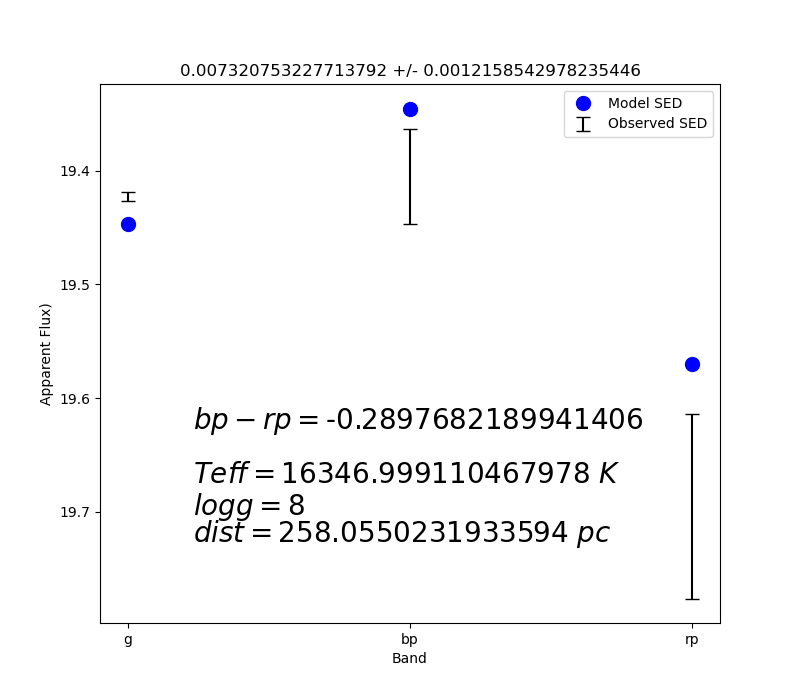 0.007320753227713792 +/- 0.0012158542978235446
Model SED
Observed SED
19.4
19.5
19.6
19.7
Apparent Flux)
bp − rp = -0.2897682189941406
Teff = 16346.999110467978 K
logg = 8
dist = 258.0550231933594 pc
g
bp
rp
Band